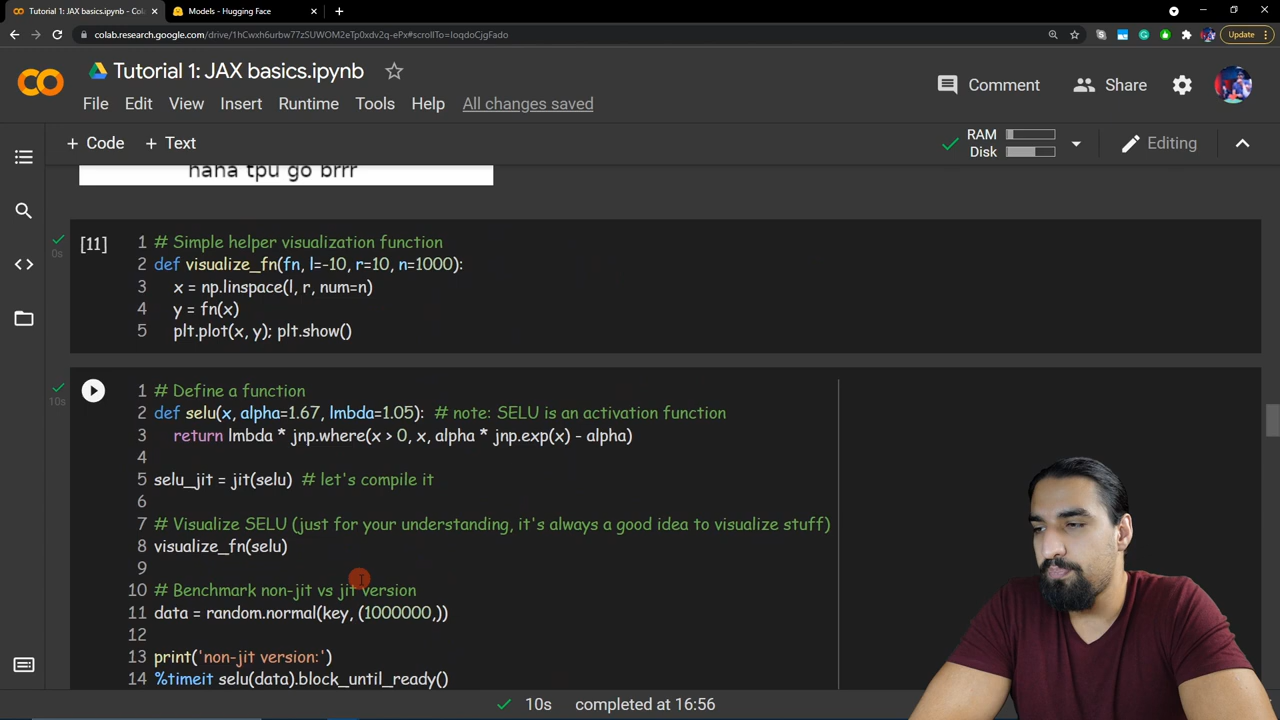 Tutorial 1: JAX basics.ipynb - Col
Models - Hugging Face
colab.research.google.com/drive/1hCwxh6urbw77zSUWOM2eTp0xdv2q-ePx#scrollTo=IoqdoCjgFado
Update
Tutorial 1: JAX basics.ipynb
Comment
Share
File Edit View Insert Runtime Tools Help All changes saved
+ Code + Text
RAM
Disk
Editing
haha tpu go brrr
[11]
0s
1 # Simple helper visualization function
2 def visualize_fn(fn, l=-10, r=10, n=1000):
3 x = np.linspace(l, r, num=n)
4 y = fn(x)
5 plt.plot(x, y); plt.show()
10s
1 # Define a function
2 def selu(x, alpha=1.67, lmbda=1.05): # note: SELU is an activation function
3 return lmbda * jnp.where(x > 0, x, alpha * jnp.exp(x) - alpha)
4
5 selu_jit = jit(selu) # let's compile it
6
7 # Visualize SELU (just for your understanding, it's always a good idea to visualize stuff)
8 visualize_fn(selu)
9
10 # Benchmark non-jit vs jit version
11 data = random.normal(key, (1000000,))
12
13 print('non-jit version:')
14 %timeit selu(data).block_until_ready()
10s completed at 16:56